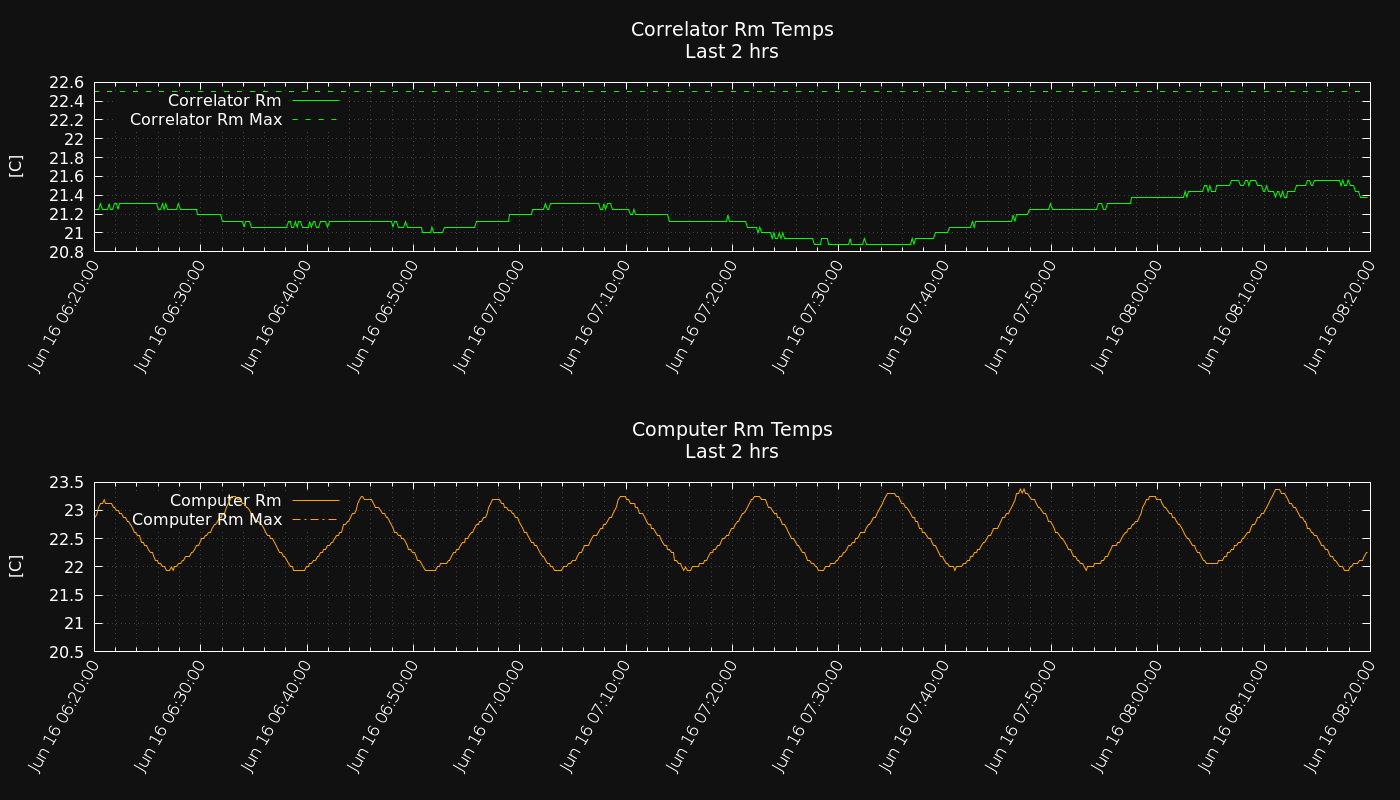 Correlator Rm Temps
Last 2 hrs
22.6
22.4
22.2
22
21.8
21.6
21.4
21.2
21
20.8
[C]
Correlator Rm
Correlator Rm Max
Jun 16 06:20:00
Jun 16 06:30:00
Jun 16 06:40:00
Jun 16 06:50:00
Jun 16 07:00:00
Jun 16 07:10:00
Jun 16 07:20:00
Jun 16 07:30:00
Jun 16 07:40:00
Jun 16 07:50:00
Jun 16 08:00:00
Jun 16 08:10:00
Jun 16 08:20:00
Computer Rm Temps
Last 2 hrs
23.5
23
22.5
22
21.5
21
20.5
[C]
Computer Rm
Computer Rm Max
Jun 16 06:20:00
Jun 16 06:30:00
Jun 16 06:40:00
Jun 16 06:50:00
Jun 16 07:00:00
Jun 16 07:10:00
Jun 16 07:20:00
Jun 16 07:30:00
Jun 16 07:40:00
Jun 16 07:50:00
Jun 16 08:00:00
Jun 16 08:10:00
Jun 16 08:20:00